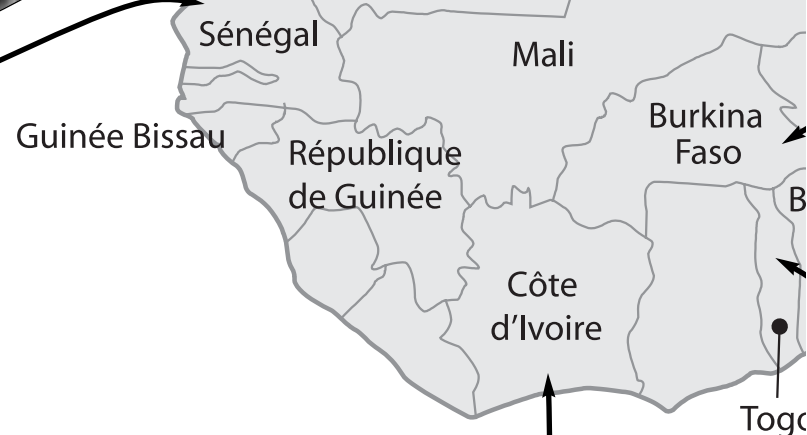 Sénégal
Mali
Guinée Bissau
Burkina
Faso
République
de Guinée
B
Côte
d'Ivoire
Togo